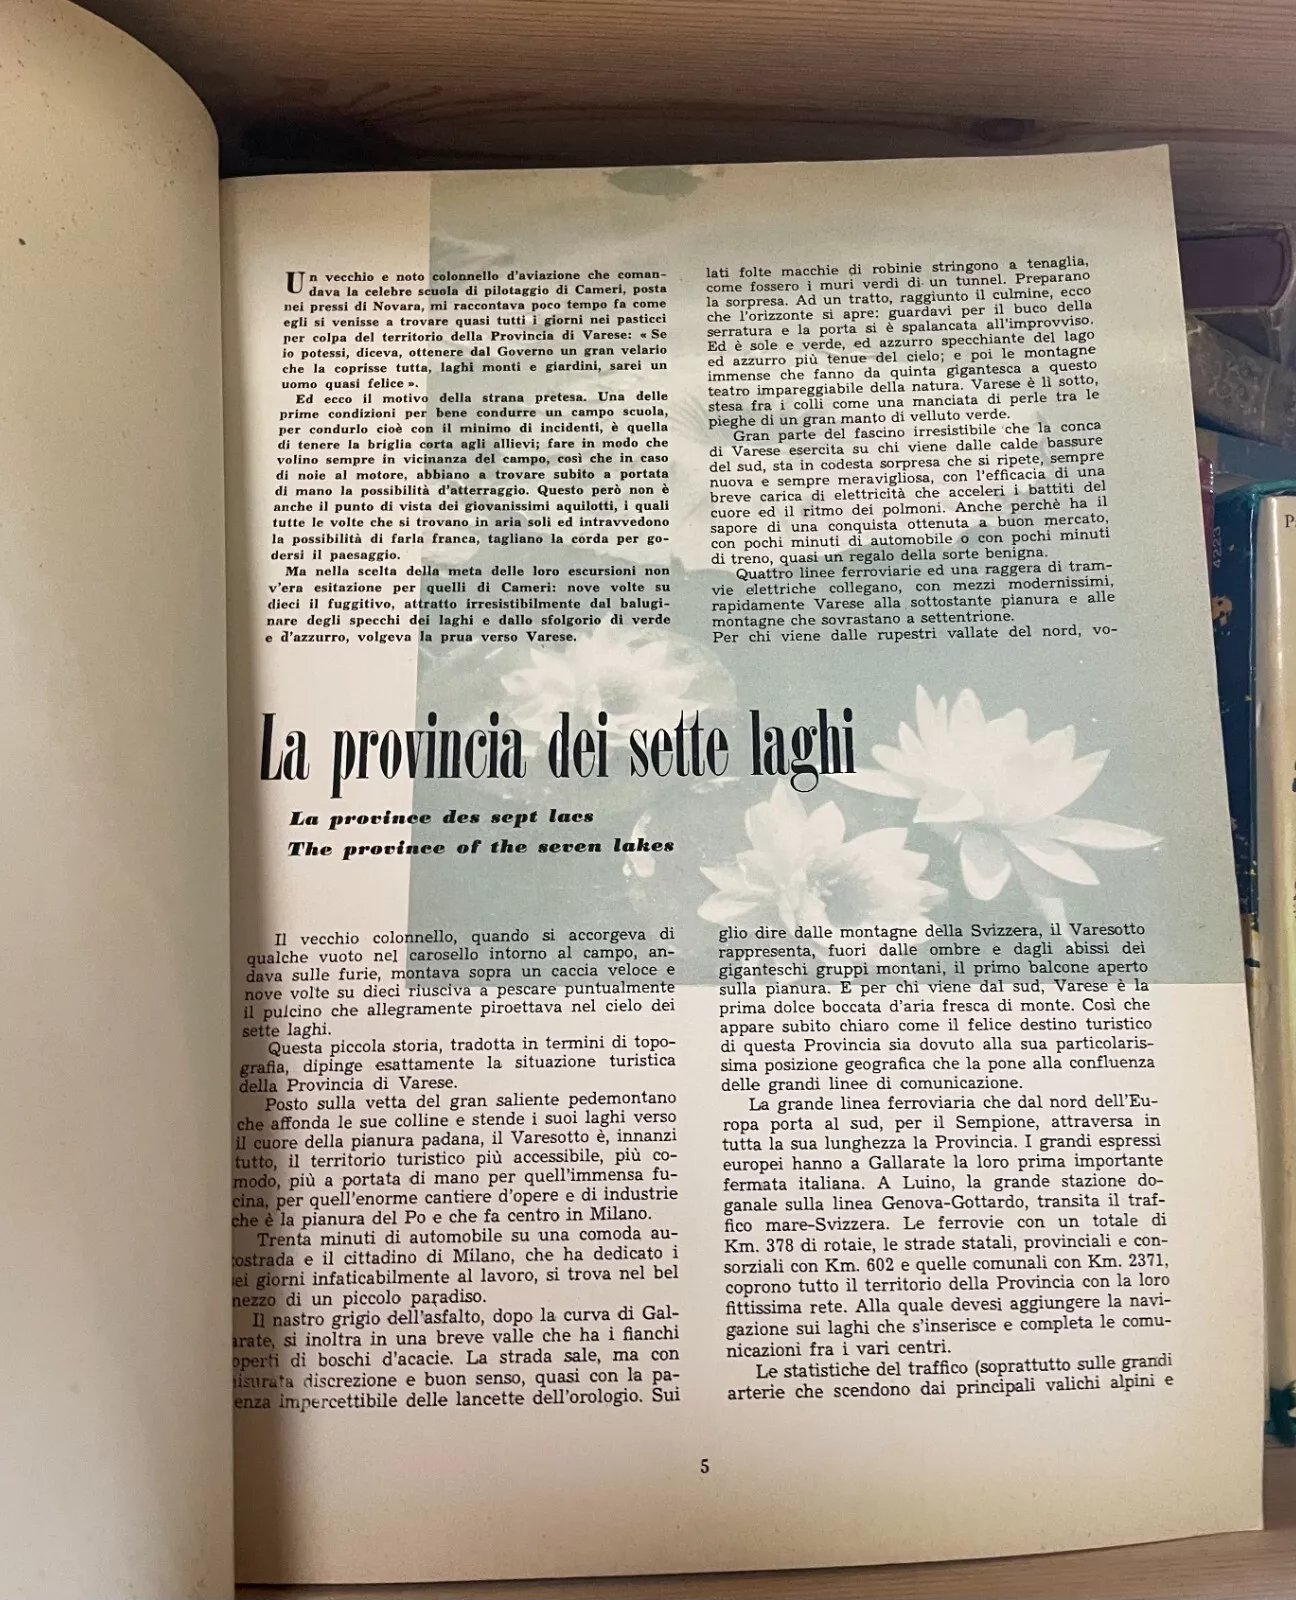 Un vecchio e noto colonnello d'aviazione che coman-
dava la celebre scuola di pilotaggio di Cameri, posta
nei pressi di Novara, mi raccontava poco tempo fa come
egli si venisse a trovare quasi tutti i giorni nei pasticci
per colpa del territorio della Provincia di Varese: « Se
io potessi, diceva, ottenere dal Governo un gran velario
che la coprisse tutta, laghi monti e giardini, sarei un
uomo quasi felice ».
Ed ecco il motivo della strana pretesa. Una delle
prime condizioni per bene condurre un campo scuola,
per condurlo cioè con il minimo di incidenti, è quella
di tenere la briglia corta agli allievi; fare in modo che
volino sempre in vicinanza del campo, così che in caso
di noie al motore, abbiano a trovare subito a portata
di mano la possibilità d'atterraggio. Questo però non è
anche il punto di vista dei giovanissimi aquilotti, i quali
tutte le volte che si trovano in aria soli ed intravvedono
la possibilità di farla franca, tagliano la corda per go-
dersi il paesaggio.
Ma nella scelta della meta delle loro escursioni non
v'era esitazione per quelli di Cameri: nove volte su
dieci il fuggitivo, attratto irresistibilmente dal balugi-
nare degli specchi dei laghi e dallo sfolgorio di verde
e d'azzurro, volgeva la prua verso Varese.
lati folte macchie di robinie stringono a tenaglia,
come fossero i muri verdi di un tunnel. Preparano
la sorpresa. Ad un tratto, raggiunto il culmine, ecco
che l'orizzonte si apre: guardavi per il buco della
serratura e la porta si è spalancata all'improvviso.
Ed è sole e verde, ed azzurro specchiante del lago
ed azzurro più tenue del cielo; e poi le montagne
immense che fanno da quinta gigantesca a questo
teatro impareggiabile della natura. Varese è lì sotto,
stesa fra i colli come una manciata di perle tra le
pieghe di un gran manto di velluto verde.
Gran parte del fascino irresistibile che la conca
di Varese esercita su chi viene dalle calde bassure
del sud, sta in codesta sorpresa che si ripete, sempre
nuova e sempre meravigliosa, con l'efficacia di una
breve carica di elettricità che acceleri i battiti del
cuore ed il ritmo dei polmoni. Anche perchè ha il
sapore di una conquista ottenuta a buon mercato,
con pochi minuti di automobile o con pochi minuti
di treno, quasi un regalo della sorte benigna.
Quattro linee ferroviarie ed una raggera di tram-
vie elettriche collegano, con mezzi modernissimi,
rapidamente Varese alla sottostante pianura e alle
montagne che sovrastano a settentrione.
Per chi viene dalle rupestri vallate del nord, vo-
La provincia dei sette laghi
La province des sept lacs
The province of the seven lakes
Il vecchio colonnello, quando si accorgeva di
qualche vuoto nel carosello intorno al campo, an-
dava sulle furie, montava sopra un caccia veloce e
nove volte su dieci riusciva a pescare puntualmente
il pulcino che allegramente piroettava nel cielo dei
sette laghi.
Questa piccola storia, tradotta in termini di topo-
grafia, dipinge esattamente la situazione turistica
della Provincia di Varese.
Posto sulla vetta del gran saliente pedemontano
che affonda le sue colline e stende i suoi laghi verso
il cuore della pianura padana, il Varesotto è, innanzi
tutto, il territorio turistico più accessibile, più co-
modo, più a portata di mano per quell'immensa fu-
cina, per quell'enorme cantiere d'opere e di industrie
che è la pianura del Po e che fa centro in Milano.
Trenta minuti di automobile su una comoda au-
tostrada e il cittadino di Milano, che ha dedicato i
sei giorni infaticabilmente al lavoro, si trova nel bel
mezzo di un piccolo paradiso.
Il nastro grigio dell'asfalto, dopo la curva di Gal-
arate, si inoltra in una breve valle che ha i fianchi
operti di boschi d'acacie. La strada sale, ma con
misurata discrezione e buon senso, quasi con la pa-
enza impercettibile delle lancette dell'orologio. Sui
glio dire dalle montagne della Svizzera, il Varesotto
rappresenta, fuori dalle ombre e dagli abissi dei
giganteschi gruppi montani, il primo balcone aperto
sulla pianura. E per chi viene dal sud, Varese è la
prima dolce boccata d'aria fresca di monte. Così che
appare subito chiaro come il felice destino turistico
di questa Provincia sia dovuto alla sua particolaris-
sima posizione geografica che la pone alla confluenza
delle grandi linee di comunicazione.
La grande linea ferroviaria che dal nord dell'Eu-
ropa porta al sud, per il Sempione, attraversa in
tutta la sua lunghezza la Provincia. I grandi espressi
europei hanno a Gallarate la loro prima importante
fermata italiana. A Luino, la grande stazione do-
ganale sulla linea Genova-Gottardo, transita il traf-
fico mare-Svizzera. Le ferrovie con un totale di
Km. 378 di rotaie, le strade statali, provinciali e con-
sorziali con Km. 602 e quelle comunali con Km. 2371,
coprono tutto il territorio della Provincia con la loro
fittissima rete. Alla quale devesi aggiungere la navi-
gazione sui laghi che s'inserisce e completa le comu-
nicazioni fra i vari centri.
Le statistiche del traffico (soprattutto sulle grandi
arterie che scendono dai principali valichi alpini e
5
4223